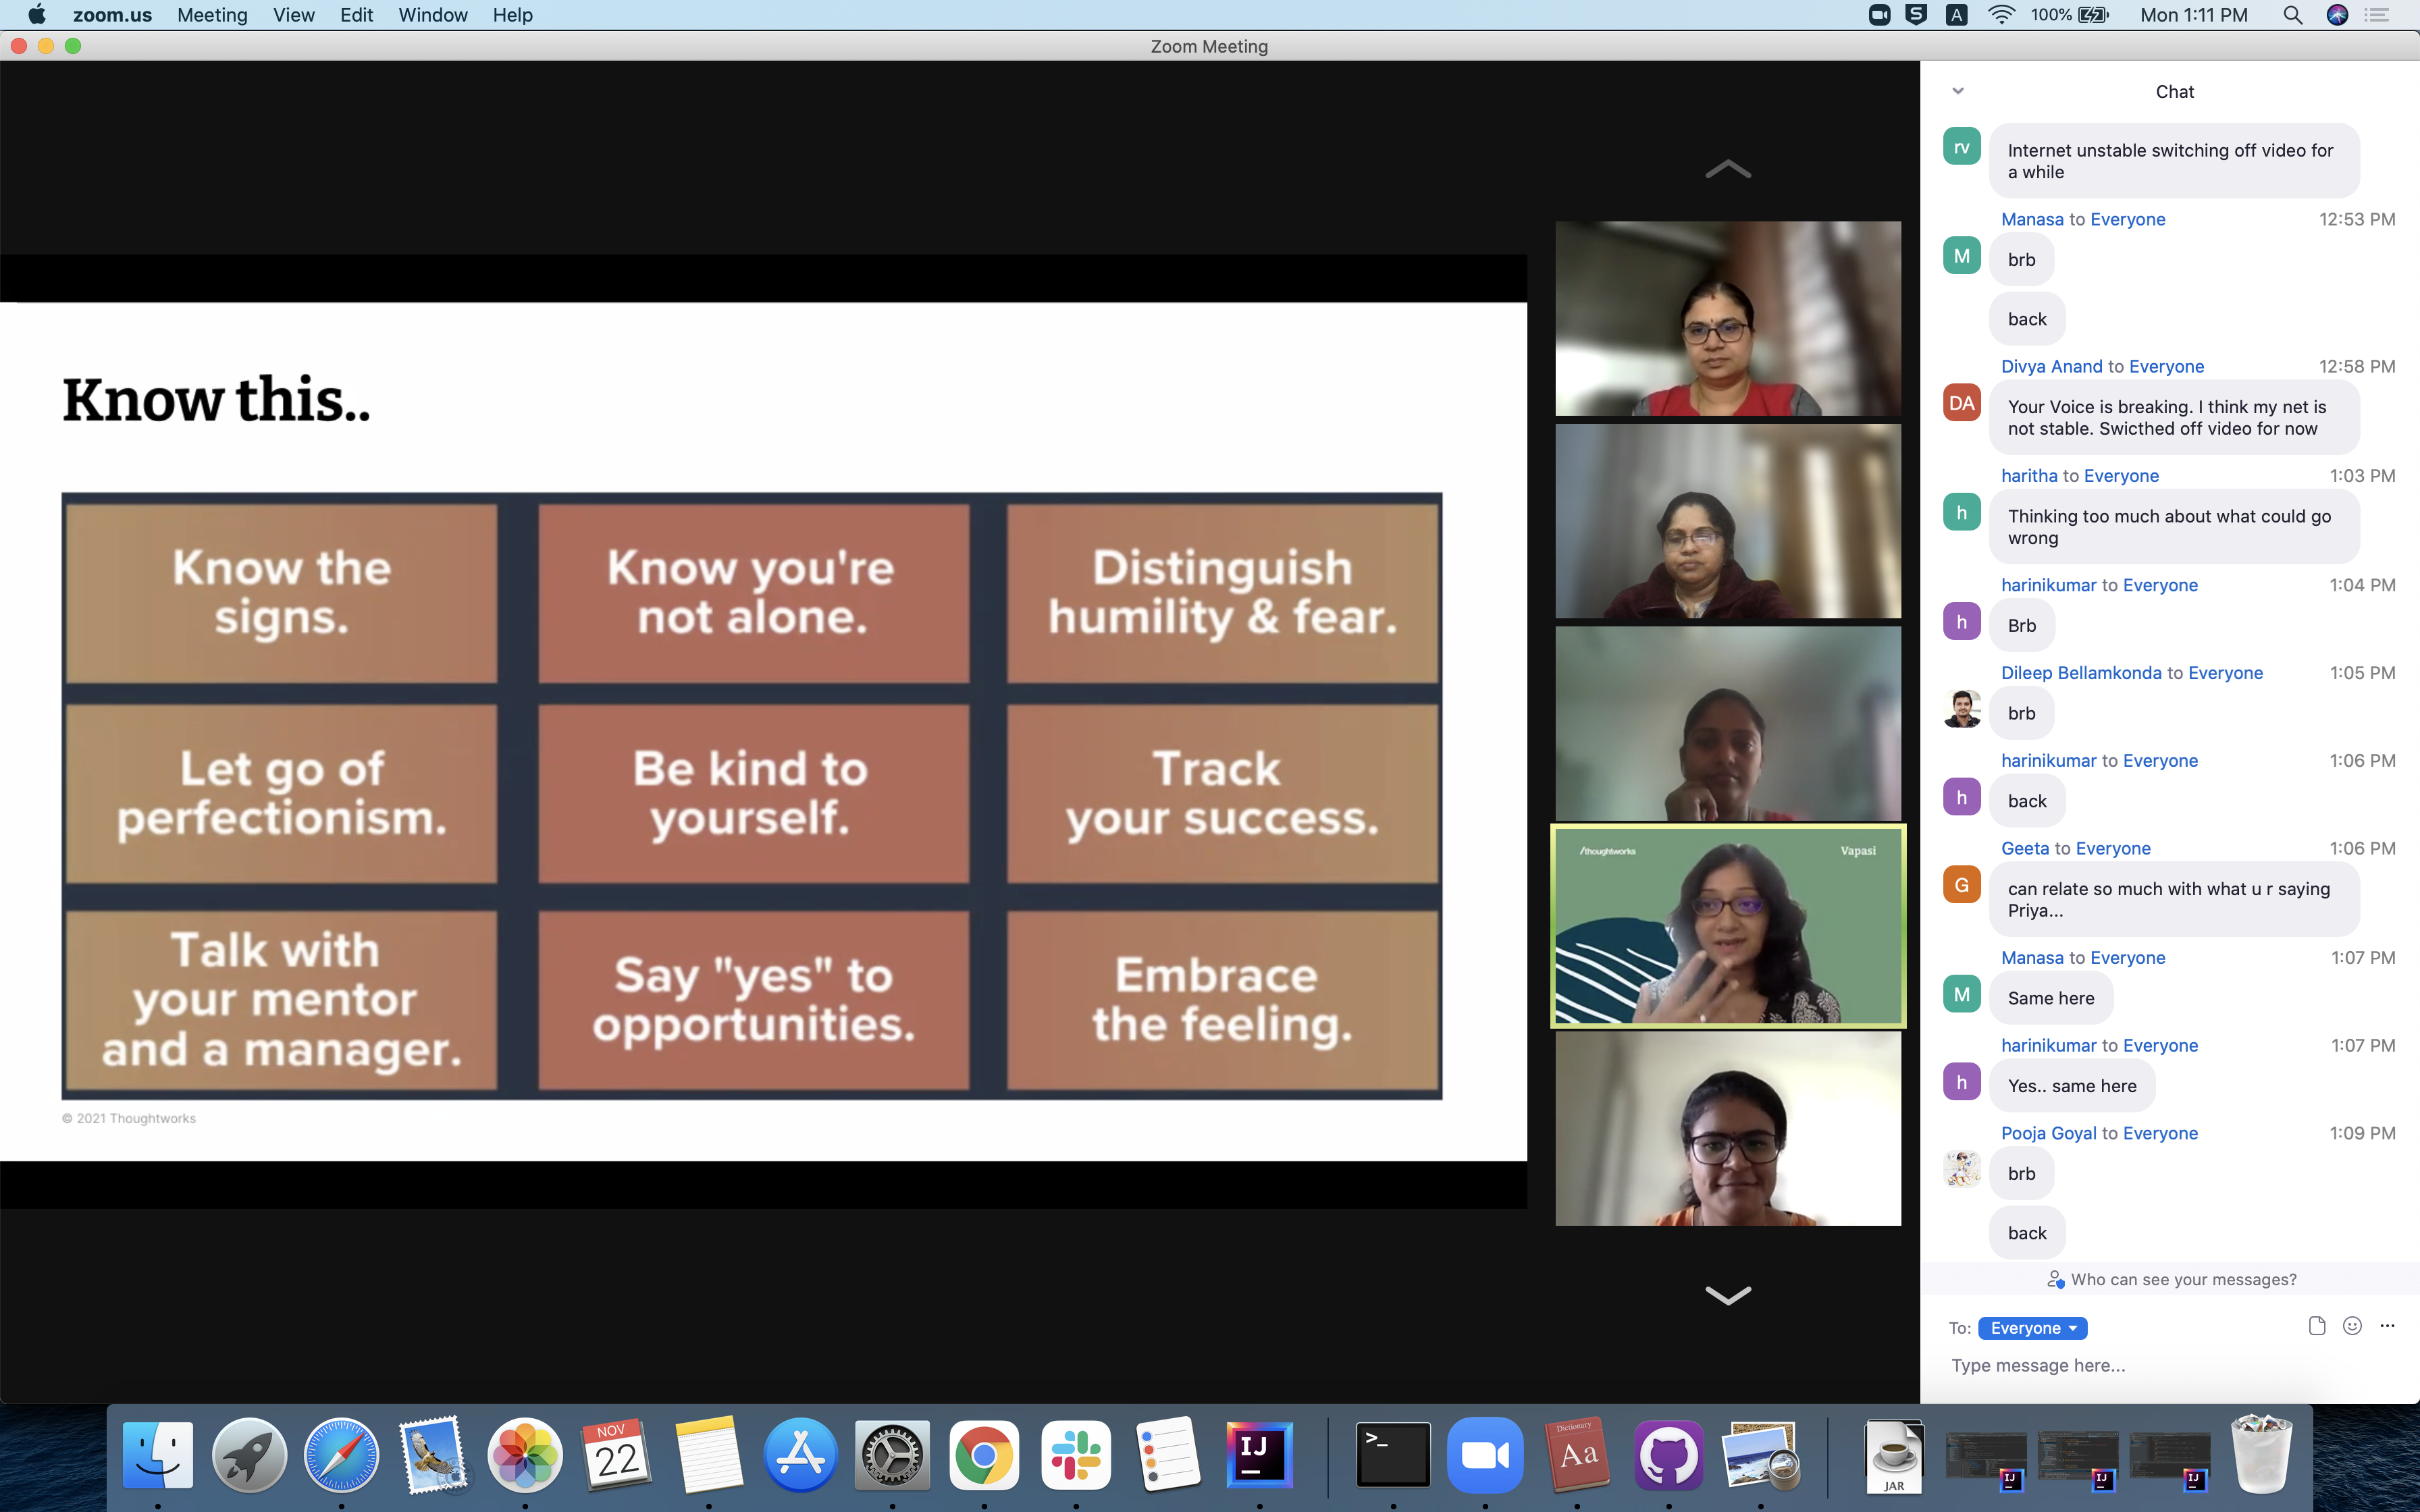 zoom.us Meeting View Edit Window Help
100% Mon 1:11 PM
Zoom Meeting
Know this..
Know the
signs.
Know you're
not alone.
Distinguish
humility & fear.
Let go of
perfectionism.
Be kind to
yourself.
Track
your success.
Talk with
your mentor
and a manager.
Say "yes" to
opportunities.
Embrace
the feeling.
© 2021 Thoughtworks
/thoughtworks
Vapasi
Chat
rv
Internet unstable switching off video for
a while
Manasa to Everyone 12:53 PM
M
brb
back
Divya Anand to Everyone 12:58 PM
DA
Your Voice is breaking. I think my net is
not stable. Swicthed off video for now
haritha to Everyone 1:03 PM
h
Thinking too much about what could go
wrong
harinikumar to Everyone 1:04 PM
h
Brb
Dileep Bellamkonda to Everyone 1:05 PM
brb
harinikumar to Everyone 1:06 PM
h
back
Geeta to Everyone 1:06 PM
G
can relate so much with what u r saying
Priya...
Manasa to Everyone 1:07 PM
M
Same here
harinikumar to Everyone 1:07 PM
h
Yes.. same here
Pooja Goyal to Everyone 1:09 PM
brb
back
Who can see your messages?
To: Everyone
Type message here...
NOV
22
IJ
>_
Dictionary
Aa
JAR
IJ
IJ
IJ